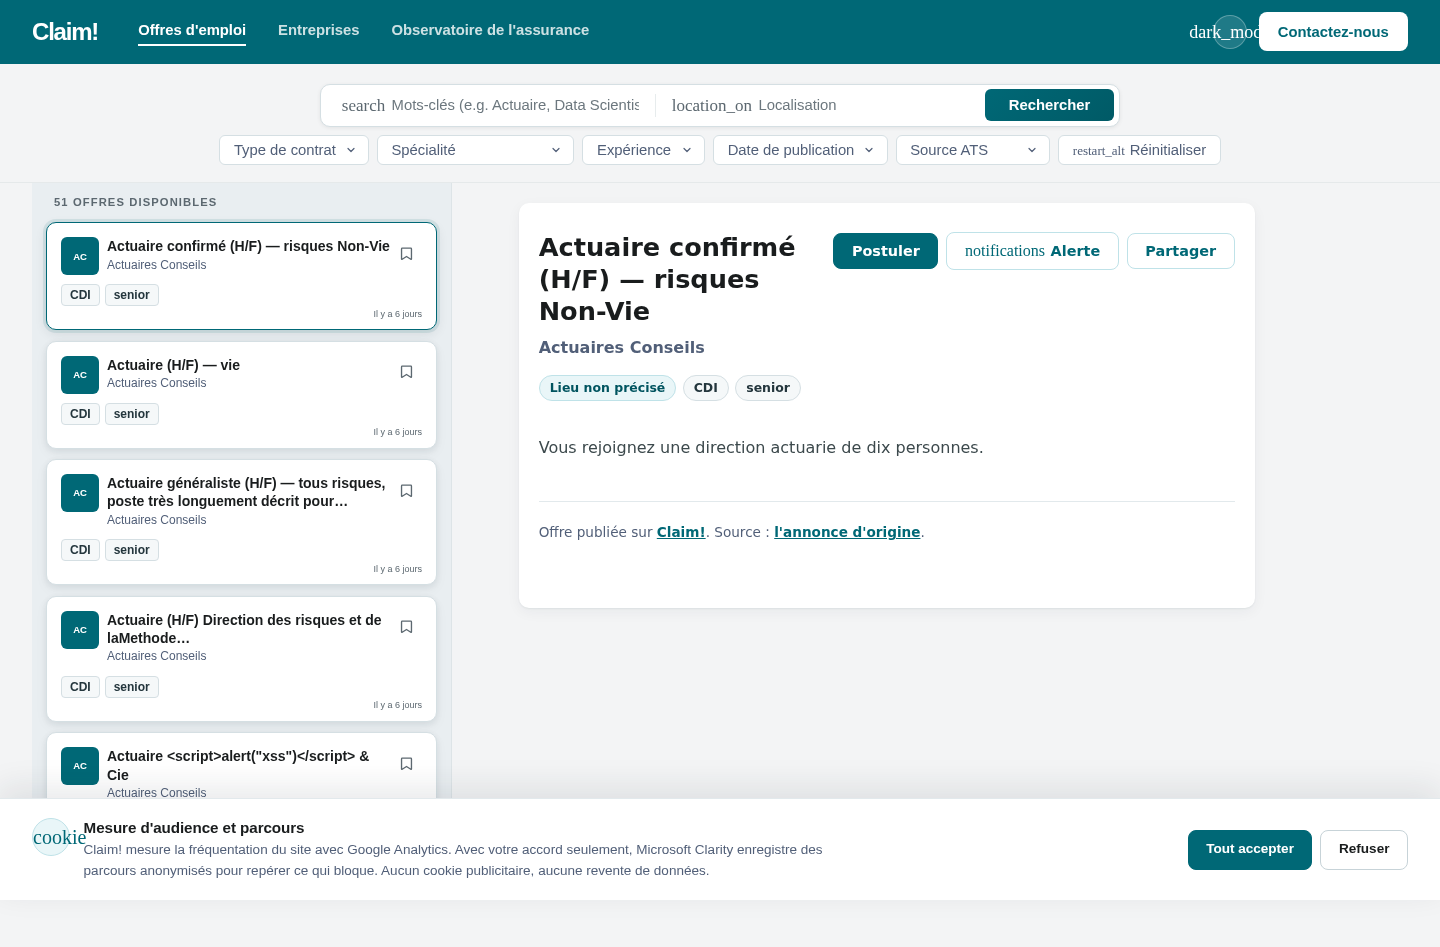 Claim!
Offres d'emploi
Entreprises
Observatoire de l'assurance
dark_mod
Contactez-nous
search Mots-clés (e.g. Actuaire, Data Scientis
location_on Localisation
Rechercher
Type de contrat
Spécialité
Expérience
Date de publication
Source ATS
restart_alt Réinitialiser
51 OFFRES DISPONIBLES
AC
Actuaire confirmé (H/F) — risques Non-Vie
Actuaires Conseils
CDI
senior
Il y a 6 jours
AC
Actuaire (H/F) — vie
Actuaires Conseils
CDI
senior
Il y a 6 jours
AC
Actuaire généraliste (H/F) — tous risques,
poste très longuement décrit pour…
Actuaires Conseils
CDI
senior
Il y a 6 jours
AC
Actuaire (H/F) Direction des risques et de
laMethode…
Actuaires Conseils
CDI
senior
Il y a 6 jours
AC
Actuaire <script>alert("xss")</script> &
Cie
Actuaires Conseils
Actuaire confirmé
(H/F) — risques
Non-Vie
Postuler
notifications Alerte
Partager
Actuaires Conseils
Lieu non précisé
CDI
senior
Vous rejoignez une direction actuarie de dix personnes.
Offre publiée sur Claim!. Source : l'annonce d'origine.
cookie
Mesure d'audience et parcours
Claim! mesure la fréquentation du site avec Google Analytics. Avec votre accord seulement, Microsoft Clarity enregistre des
parcours anonymisés pour repérer ce qui bloque. Aucun cookie publicitaire, aucune revente de données.
Tout accepter
Refuser